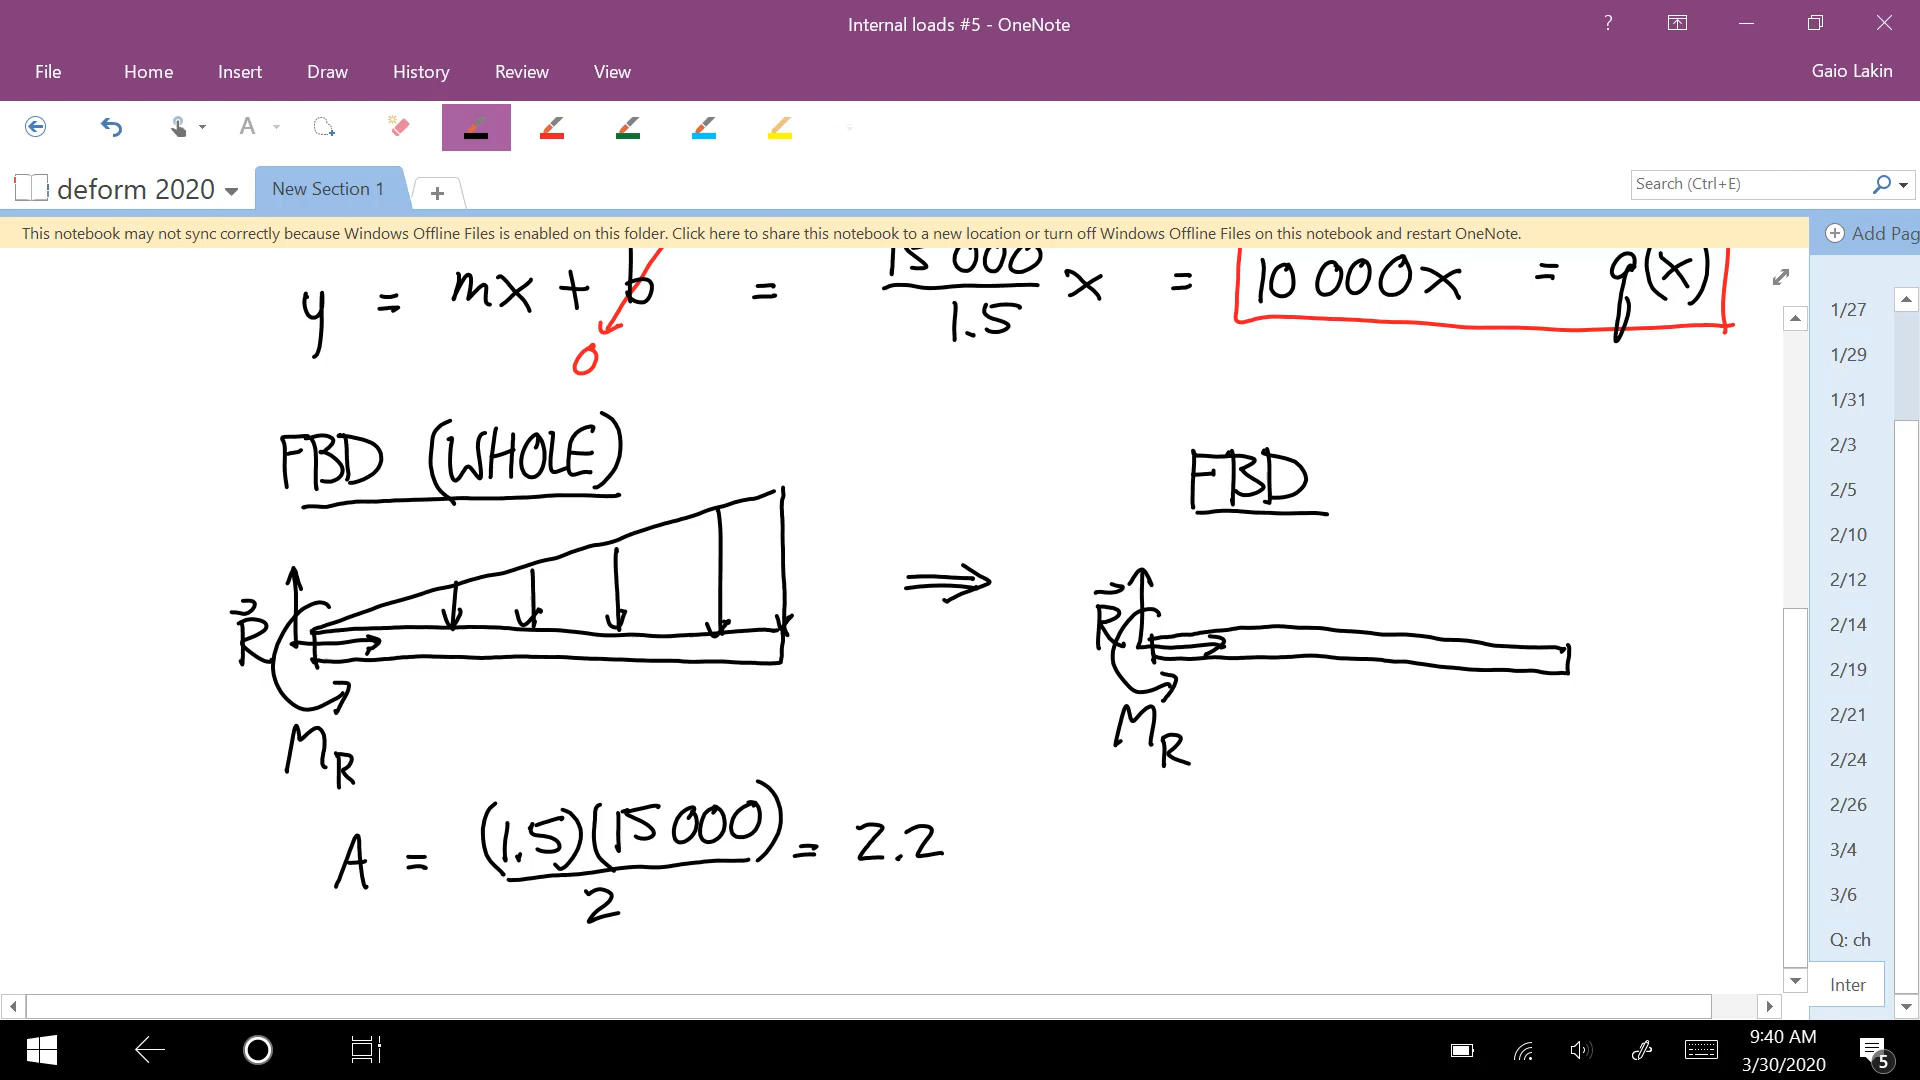 Internal loads #5 - OneNote
?
File Home Insert Draw History Review View
Gaio Lakin
A
deform 2020
New Section 1
+
Search (Ctrl+E)
This notebook may not sync correctly because Windows Offline Files is enabled on this folder. Click here to share this notebook to a new location or turn off Windows Offline Files on this notebook and restart OneNote.
Add Pag
y = mx + b = 15 000 / 1.5 x = 10 000x = q(x)
0
FBD (WHOLE)
FBD
R
R
M_R
M_R
A = (1.5)(15 000) / 2 = 2.2
1/27
1/29
1/31
2/3
2/5
2/10
2/12
2/14
2/19
2/21
2/24
2/26
3/4
3/6
Q: ch
Inter
9:40 AM
3/30/2020
5